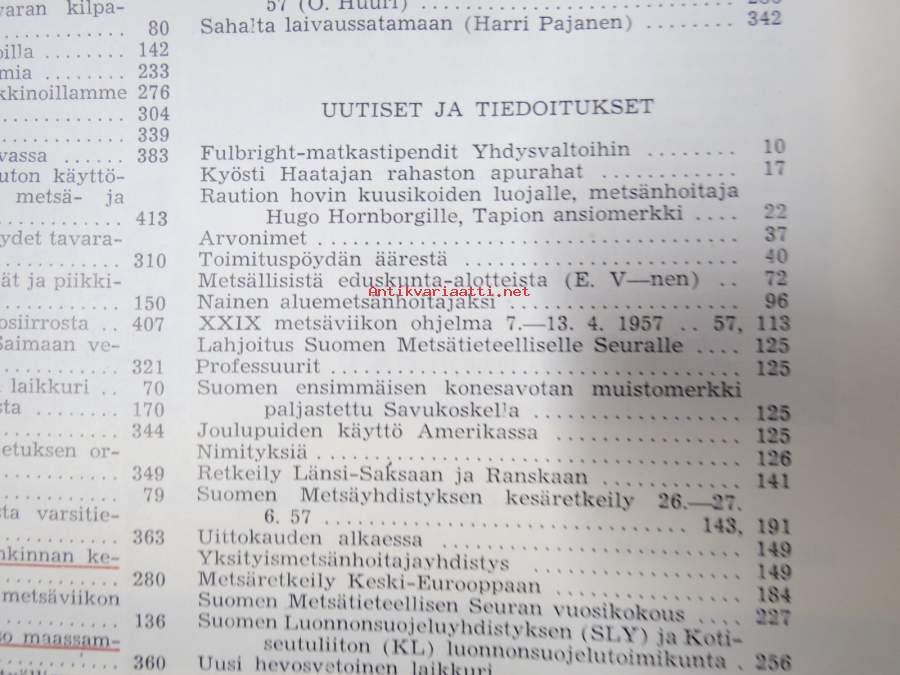 varan kilpa-
80
oilla 142
mia 233
kkinoillamme 276
304
339
vassa 383
uton käyttö-
metsä- ja
413
ydet tavara-
310
ät ja piikki-
150
osiirrosta 407
Saimaan ve-
321
laikkuri 70
sta 170
344
etuksen or-
349
79
sta varsitie-
363
nkinnan ke-
280
metsäviikon
136
so maassam-
360
57 (O. Huuri)
Sahalta laivaussatamaan (Harri Pajanen) ........ 342
UUTISET JA TIEDOITUKSET
Fulbright-matkastipendit Yhdysvaltoihin ........ 10
Kyösti Haatajan rahaston apurahat ............ 17
Raution hovin kuusikoiden luojalle, metsänhoitaja
Hugo Hornborgille, Tapion ansiomerkki .... 22
Arvonimet .................................... 37
Toimituspöydän äärestä ........................ 40
Metsällisistä eduskunta-alotteista (E. V—nen) .. 72
Antikvariaatti.net
Nainen aluemetsänhoitajaksi .................... 96
XXIX metsäviikon ohjelma 7.—13. 4. 1957 .. 57, 113
Lahjoitus Suomen Metsätieteelliselle Seuralle .... 125
Professuurit .................................. 125
Suomen ensimmäisen konesavotan muistomerkki
paljastettu Savukoskella .................. 125
Joulupuiden käyttö Amerikassa ................ 125
Nimityksiä .................................... 126
Retkeily Länsi-Saksaan ja Ranskaan ............ 141
Suomen Metsäyhdistyksen kesäretkeily 26.—27.
6. 57 ................................ 143, 191
Uittokauden alkaessa .......................... 149
Yksityismetsänhoitajayhdistys .................. 149
Metsäretkeily Keski-Eurooppaan ................ 184
Suomen Metsätieteellisen Seuran vuosikokous .... 227
Suomen Luonnonsuojeluyhdistyksen (SLY) ja Koti-
seutuliiton (KL) luonnonsuojelutoimikunta . 256
Uusi hevosvetoinen laikkuri